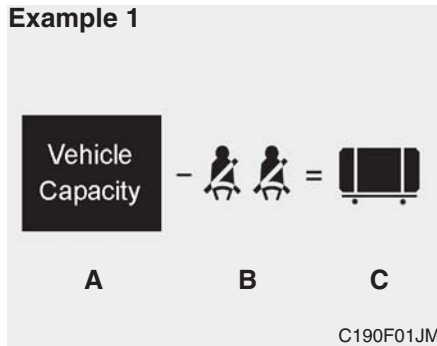 Example 1
Vehicle
Capacity
- =
A B C
C190F01JM